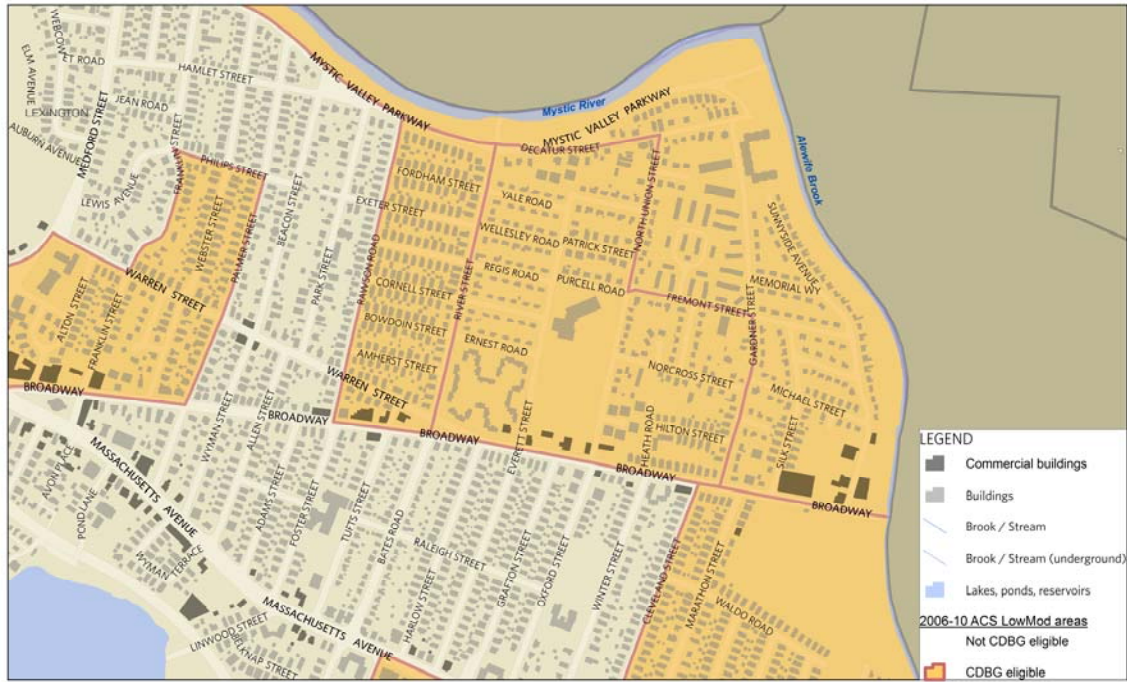 WEBCOW
ET ROAD
ELM AVENUE
HAMLET STREET
JEAN ROAD
LEXINGTON
AUBURN AVENUE
MEDFORD STREET
LEWIS AVENUE
FRANKLIN STREET
PHILIPS STREET
WEBSTER STREET
PALMER STREET
BEACON STREET
PARK STREET
WARREN STREET
ALTON STREET
FRANKLIN STREET
BROADWAY
MYSTIC VALLEY PARKWAY
Mystic River
MYSTIC VALLEY PARKWAY
DECATUR STREET
Alewife Brook
FORDHAM STREET
EXETER STREET
RAWSON ROAD
CORNELL STREET
BOWDOIN STREET
AMHERST STREET
WARREN STREET
RIVER STREET
YALE ROAD
WELLESLEY ROAD
PATRICK STREET
REGIS ROAD
PURCELL ROAD
ERNEST ROAD
NORTH UNION STREET
FREMONT STREET
GARDNER STREET
SUNNYSIDE AVENUE
MEMORIAL WY
NORCROSS STREET
MICHAEL STREET
HILTON STREET
SILK STREET
HEATH ROAD
EVERETT STREET
BROADWAY
BROADWAY
BROADWAY
BROADWAY
WYMAN STREET
ALLEN STREET
MASSACHUSETTS AVENUE
AVON PLACE
POND LANE
WYMAN TERRACE
ADAMS STREET
FOSTER STREET
TUFTS STREET
BATES ROAD
RALEIGH STREET
HARLOW STREET
GRAFTON STREET
OXFORD STREET
WINTER STREET
CLEVELAND STREET
MARATHON STREET
WALDO ROAD
MASSACHUSETTS AVENUE
LINWOOD STREET
BELKNAP STREET
LEGEND
Commercial buildings
Buildings
Brook / Stream
Brook / Stream (underground)
Lakes, ponds, reservoirs
2006-10 ACS LowMod areas
Not CDBG eligible
CDBG eligible